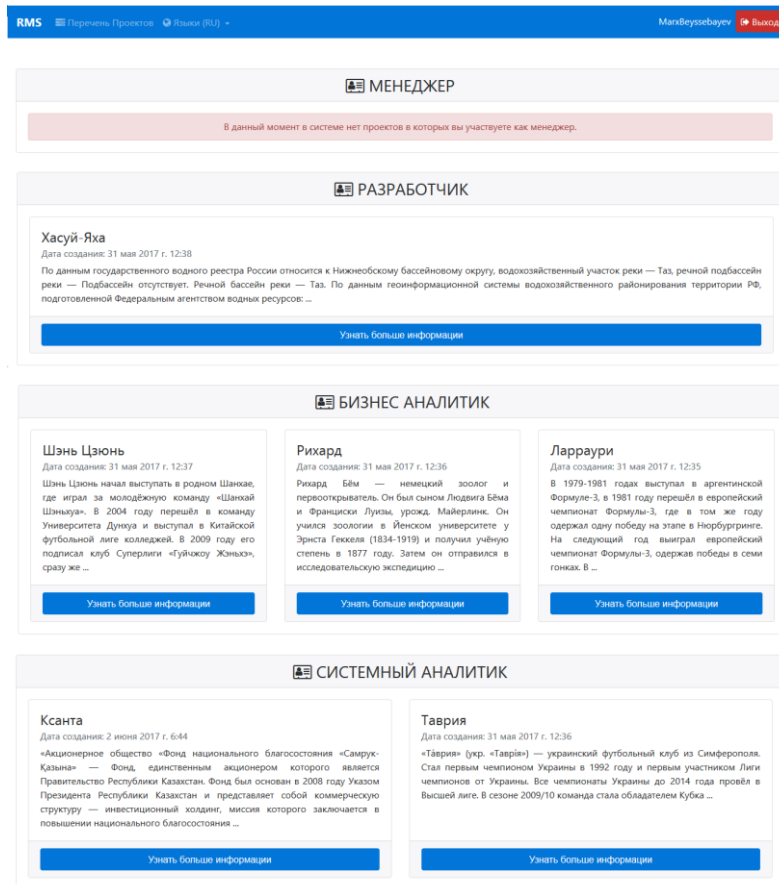 RMS Перечень Проектов Языки (RU) MarxBeyssebayev Выход
МЕНЕДЖЕР
В данный момент в системе нет проектов в которых вы участвуете как менеджер.
РАЗРАБОТЧИК
Хасуй-Яха
Дата создания: 31 мая 2017 г. 12:38
По данным государственного водного реестра России относится к Нижнеобскому бассейновому округу, водохозяйственный участок реки — Таз, речной подбассейн
реки — Подбассейн отсутствует. Речной бассейн реки — Таз. По данным геоинформационной системы водохозяйственного районирования территории РФ,
подготовленной Федеральным агентством водных ресурсов: ...
Узнать больше информации
БИЗНЕС АНАЛИТИК
Шэнь Цзюнь
Дата создания: 31 мая 2017 г. 12:37
Шэнь Цзюнь начал выступать в родном Шанхае,
где играл за молодёжную команду «Шанхай
Шэньхуа». В 2004 году перешёл в команду
Университета Дунхуа и выступал в Китайской
футбольной лиге колледжей. В 2009 году его
подписал клуб Суперлиги «Гуйчжоу Жэньхэ»,
сразу же ...
Узнать больше информации
Рихард
Дата создания: 31 мая 2017 г. 12:36
Рихард Бём — немецкий зоолог и
первооткрыватель. Он был сыном Людвига Бёма
и Франциски Луизы, урожд. Майерлинк. Он
учился зоологии в Йенском университете у
Эрнста Геккеля (1834-1919) и получил учёную
степень в 1877 году. Затем он отправился в
исследовательскую экспедицию ...
Узнать больше информации
Ларраури
Дата создания: 31 мая 2017 г. 12:35
В 1979-1981 годах выступал в аргентинской
Формуле-3, в 1981 году перешёл в европейский
чемпионат Формулы-3, где в том же году
одержал одну победу на этапе в Нюрбургринге.
На следующий год выиграл европейский
чемпионат Формулы-3, одержав победы в семи
гонках. В ...
Узнать больше информации
СИСТЕМНЫЙ АНАЛИТИК
Ксанта
Дата создания: 2 июня 2017 г. 6:44
«Акционерное общество «Фонд национального благосостояния «Самрук-
Қазына» — Фонд, единственным акционером которого является
Правительство Республики Казахстан. Фонд был основан в 2008 году Указом
Президента Республики Казахстан и представляет собой коммерческую
структуру — инвестиционный холдинг, миссия которого заключается в
повышении национального благосостояния ...
Узнать больше информации
Таврия
Дата создания: 31 мая 2017 г. 12:36
«Та́врия» (укр. «Таврія») — украинский футбольный клуб из Симферополя.
Стал первым чемпионом Украины в 1992 году и первым участником Лиги
чемпионов от Украины. Все чемпионаты Украины до 2014 года провёл в
Высшей лиге. В сезоне 2009/10 команда стала обладателем Кубка ...
Узнать больше информации